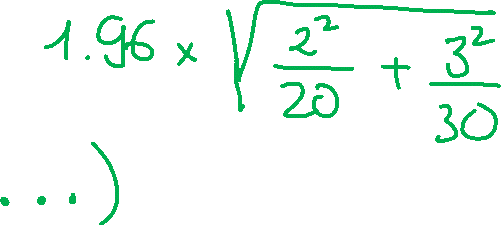 1.96 × √(2²/20 + 3²/30)
...)